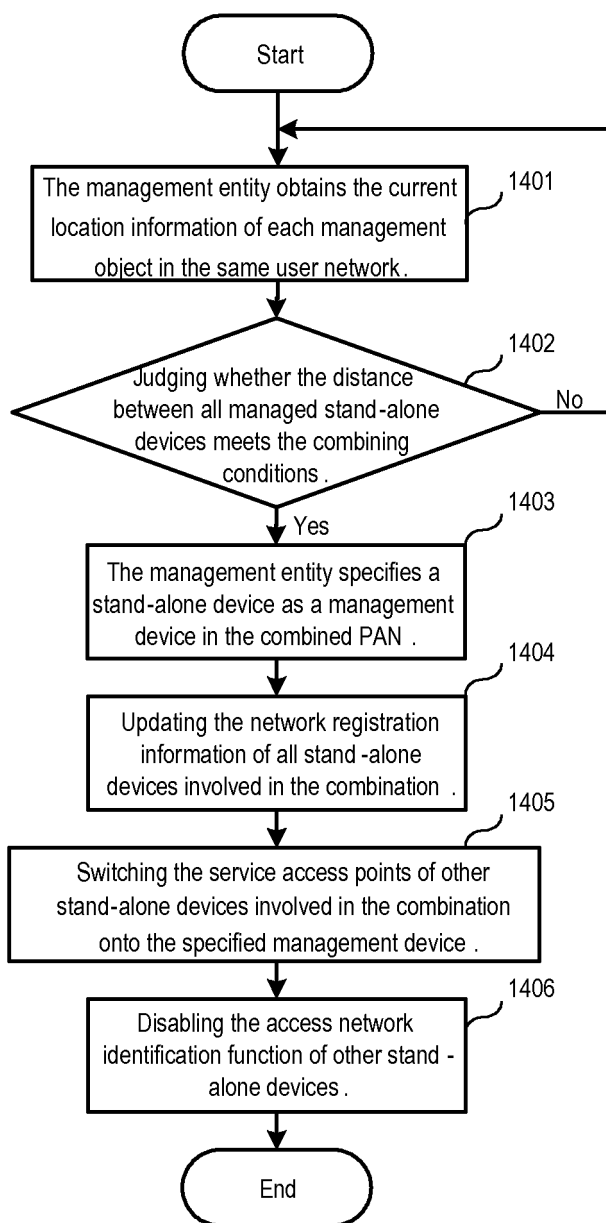 Start
The management entity obtains the current
location information of each management
object in the same user network.
1401
Judging whether the distance
between all managed stand-alone
devices meets the combining
conditions.
1402
No
Yes
The management entity specifies a
stand-alone device as a management
device in the combined PAN.
1403
Updating the network registration
information of all stand-alone
devices involved in the combination.
1404
Switching the service access points of other
stand-alone devices involved in the combination
onto the specified management device.
1405
Disabling the access network
identification function of other stand-
alone devices.
1406
End